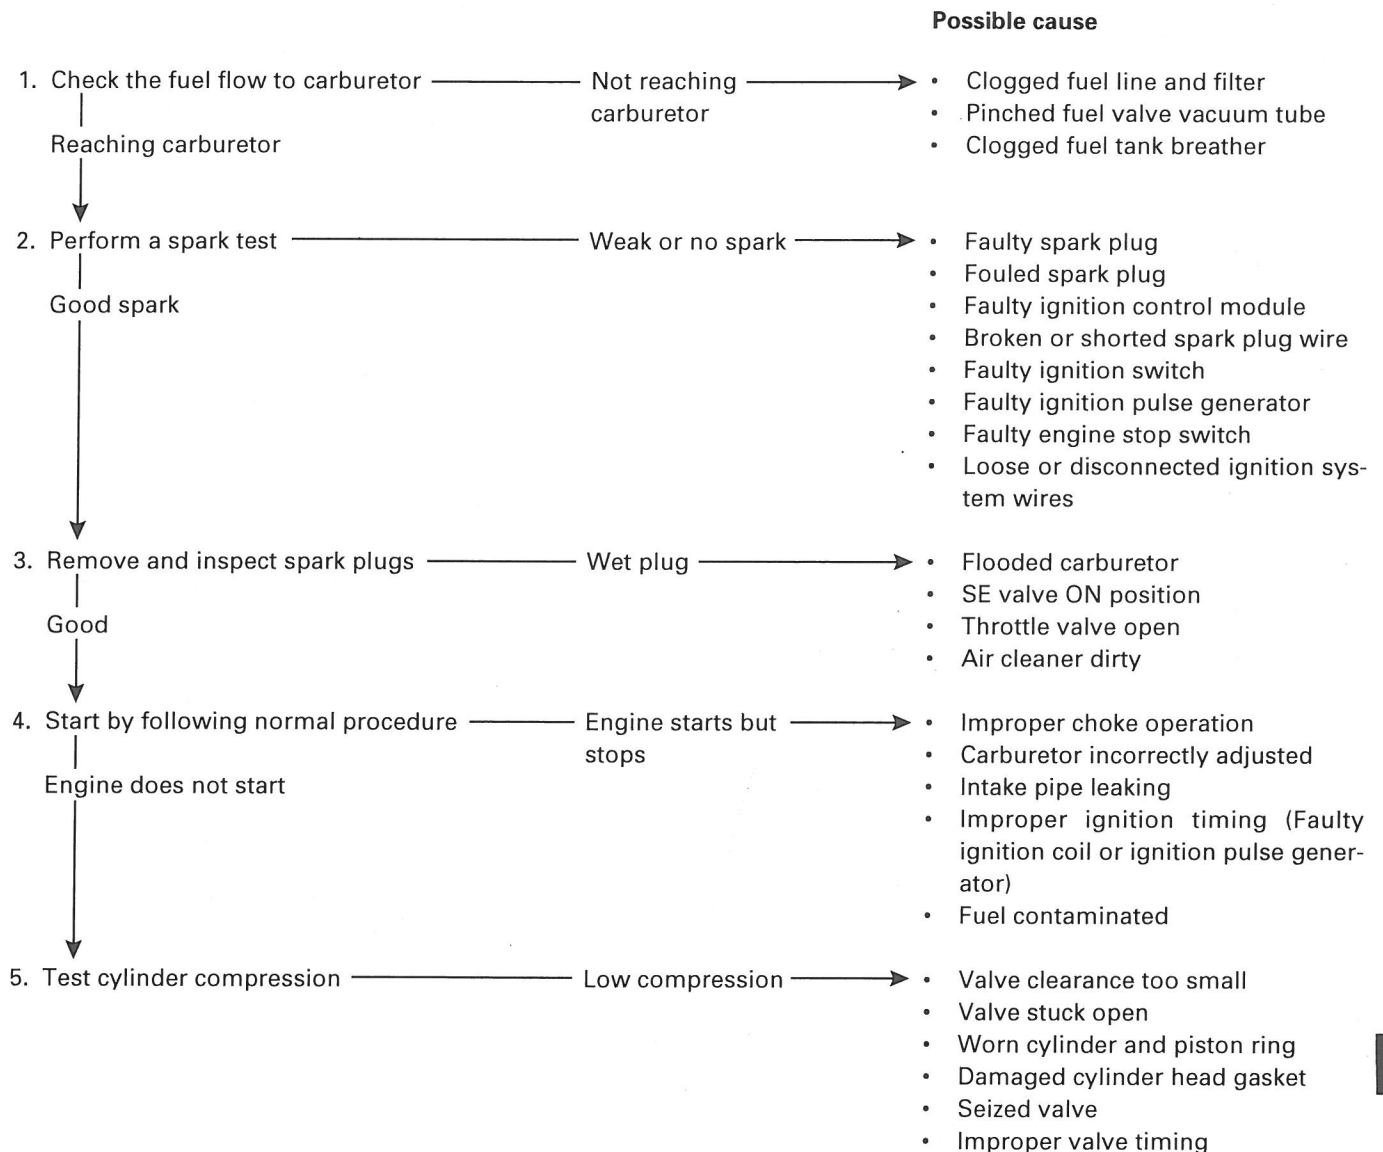 Possible cause
1. Check the fuel flow to carburetor
Not reaching
carburetor
• Clogged fuel line and filter
• Pinched fuel valve vacuum tube
• Clogged fuel tank breather
Reaching carburetor
2. Perform a spark test
Weak or no spark
• Faulty spark plug
• Fouled spark plug
• Faulty ignition control module
• Broken or shorted spark plug wire
• Faulty ignition switch
• Faulty ignition pulse generator
• Faulty engine stop switch
• Loose or disconnected ignition sys-
tem wires
Good spark
3. Remove and inspect spark plugs
Wet plug
• Flooded carburetor
• SE valve ON position
• Throttle valve open
• Air cleaner dirty
Good
4. Start by following normal procedure
Engine starts but
stops
• Improper choke operation
• Carburetor incorrectly adjusted
• Intake pipe leaking
• Improper ignition timing (Faulty
ignition coil or ignition pulse gener-
ator)
• Fuel contaminated
Engine does not start
5. Test cylinder compression
Low compression
• Valve clearance too small
• Valve stuck open
• Worn cylinder and piston ring
• Damaged cylinder head gasket
• Seized valve
• Improper valve timing